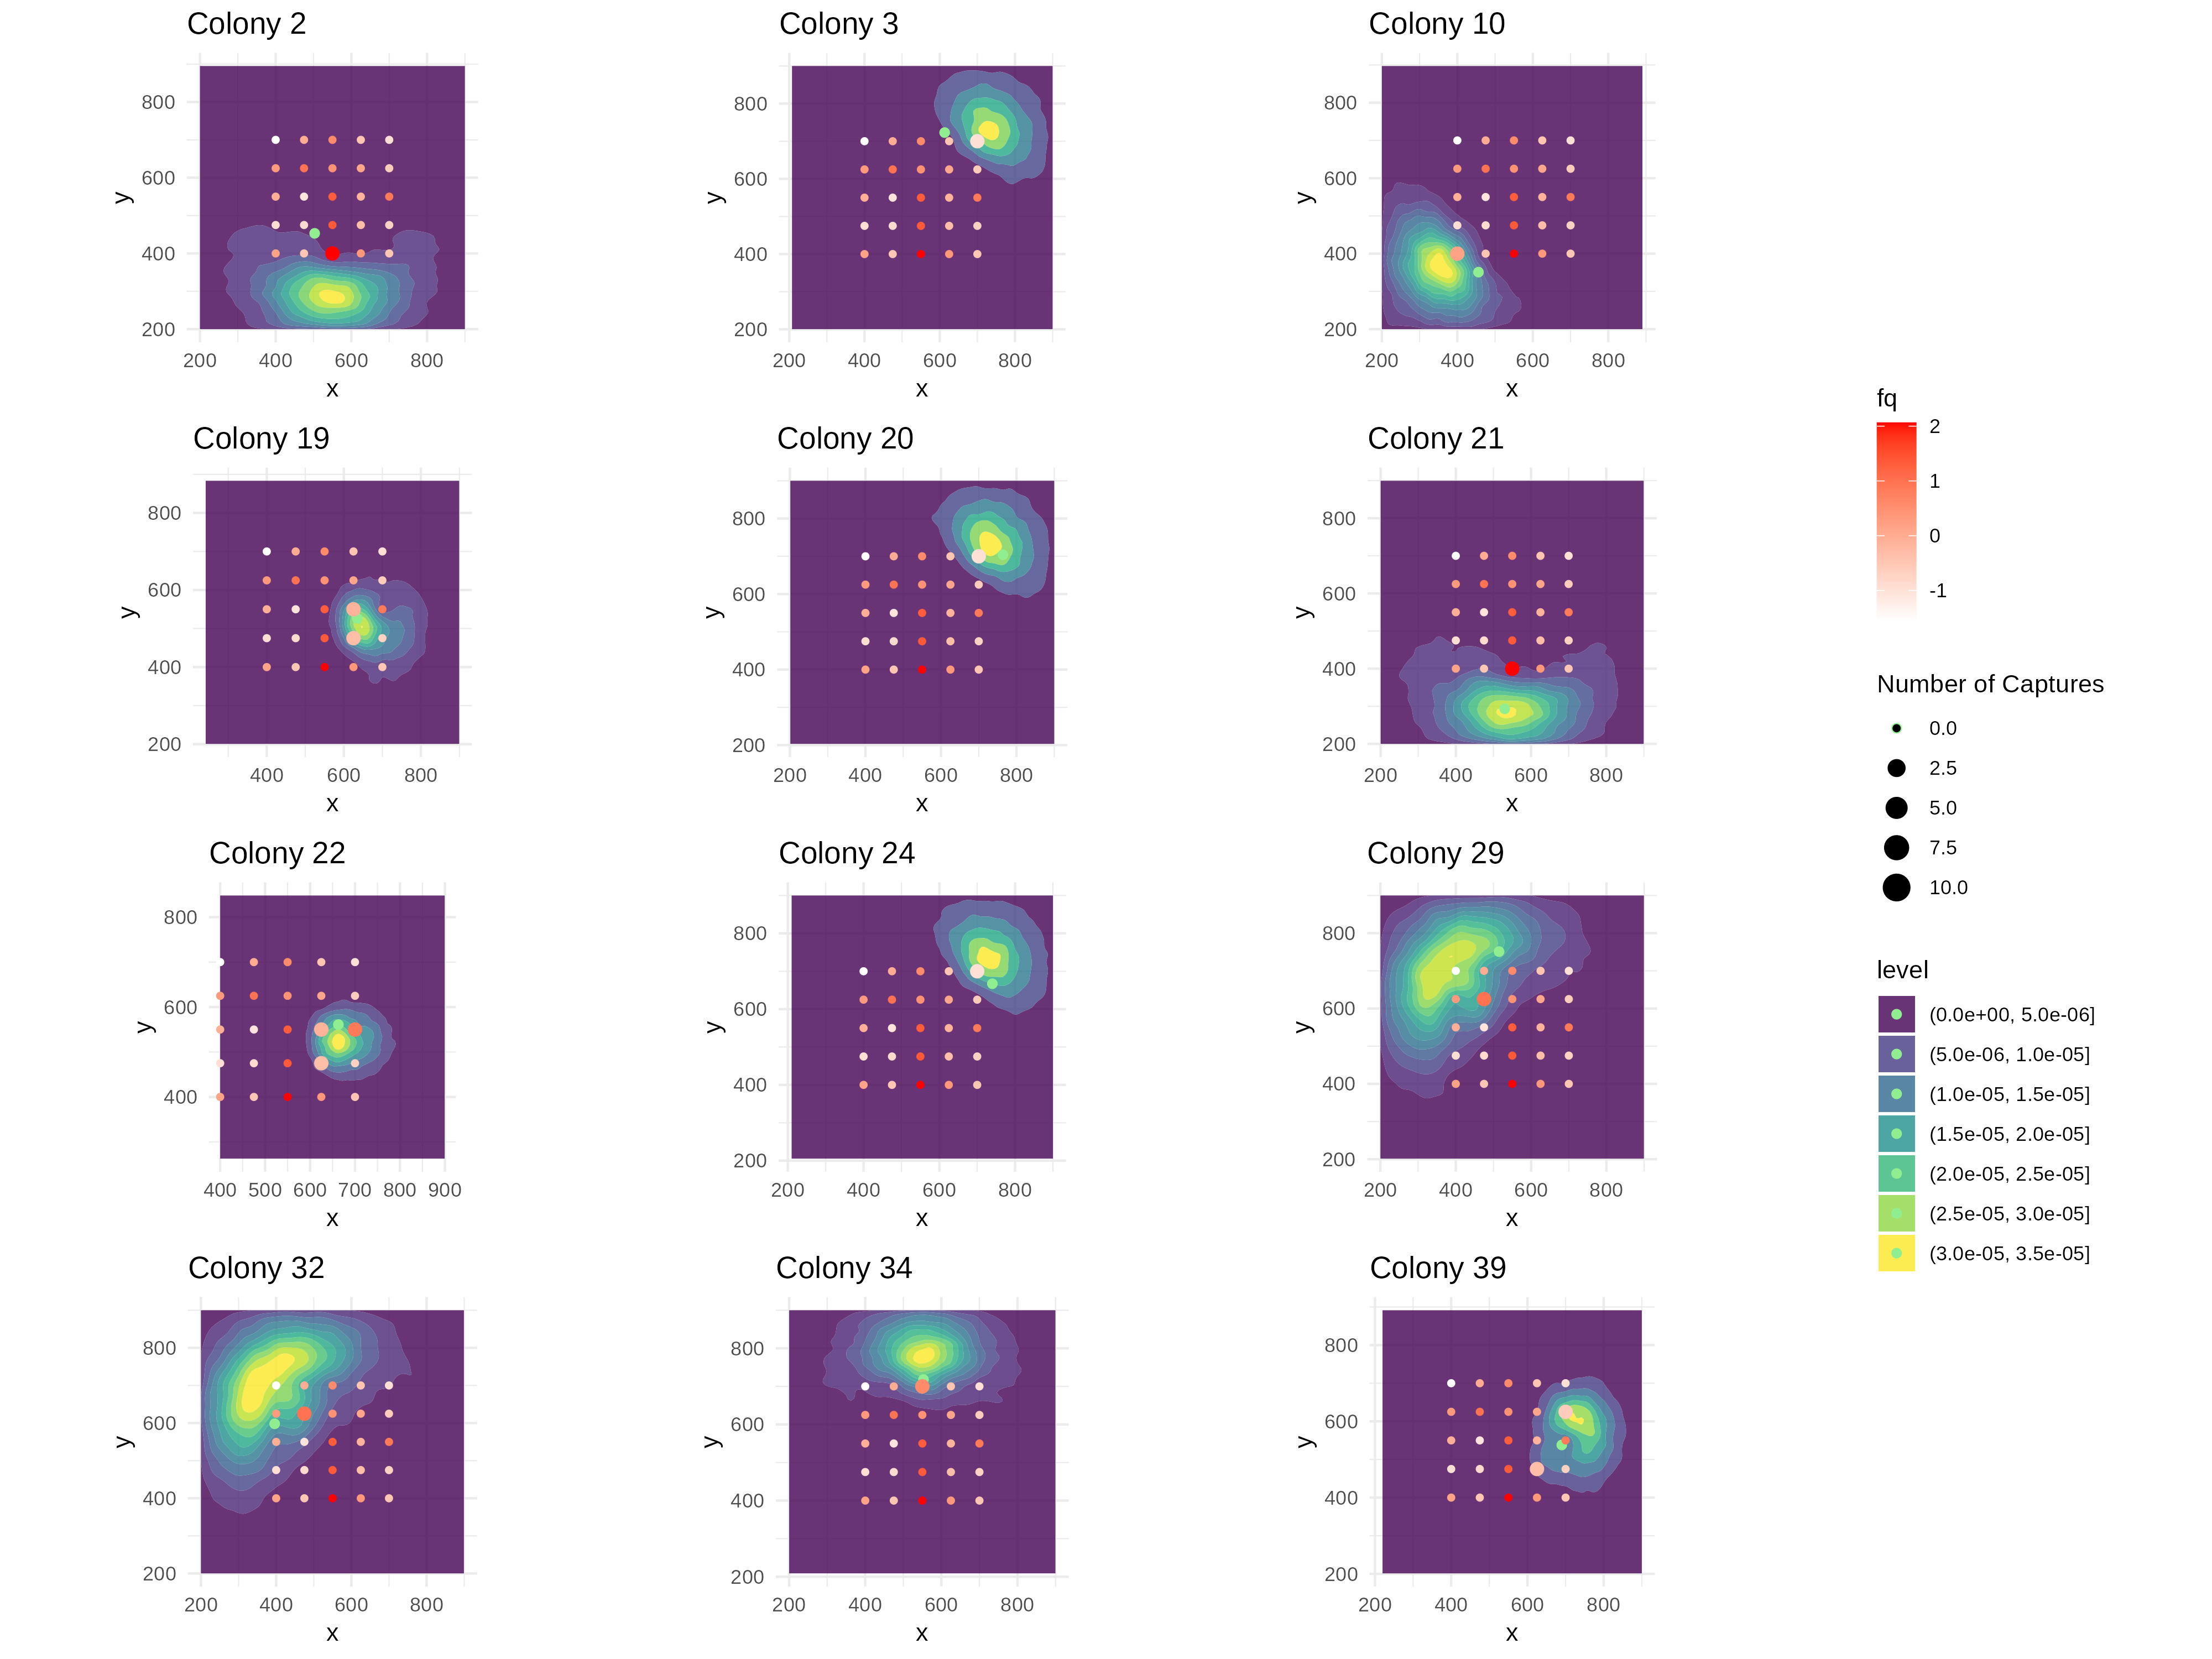 Colony 2
Colony 3
Colony 10
800
600
400
200
y
200 400 600 800
x
800
600
400
200
y
200 400 600 800
x
800
600
400
200
y
200 400 600 800
x
Colony 19
Colony 20
Colony 21
800
600
400
200
y
400 600 800
x
800
600
400
200
y
200 400 600 800
x
800
600
400
200
y
200 400 600 800
x
Colony 22
Colony 24
Colony 29
800
600
400
y
400 500 600 700 800 900
x
800
600
400
200
y
200 400 600 800
x
800
600
400
200
y
200 400 600 800
x
Colony 32
Colony 34
Colony 39
800
600
400
200
y
200 400 600 800
x
800
600
400
200
y
200 400 600 800
x
800
600
400
200
y
200 400 600 800
x
fq
2
1
0
-1
Number of Captures
0.0
2.5
5.0
7.5
10.0
level
(0.0e+00, 5.0e-06]
(5.0e-06, 1.0e-05]
(1.0e-05, 1.5e-05]
(1.5e-05, 2.0e-05]
(2.0e-05, 2.5e-05]
(2.5e-05, 3.0e-05]
(3.0e-05, 3.5e-05]